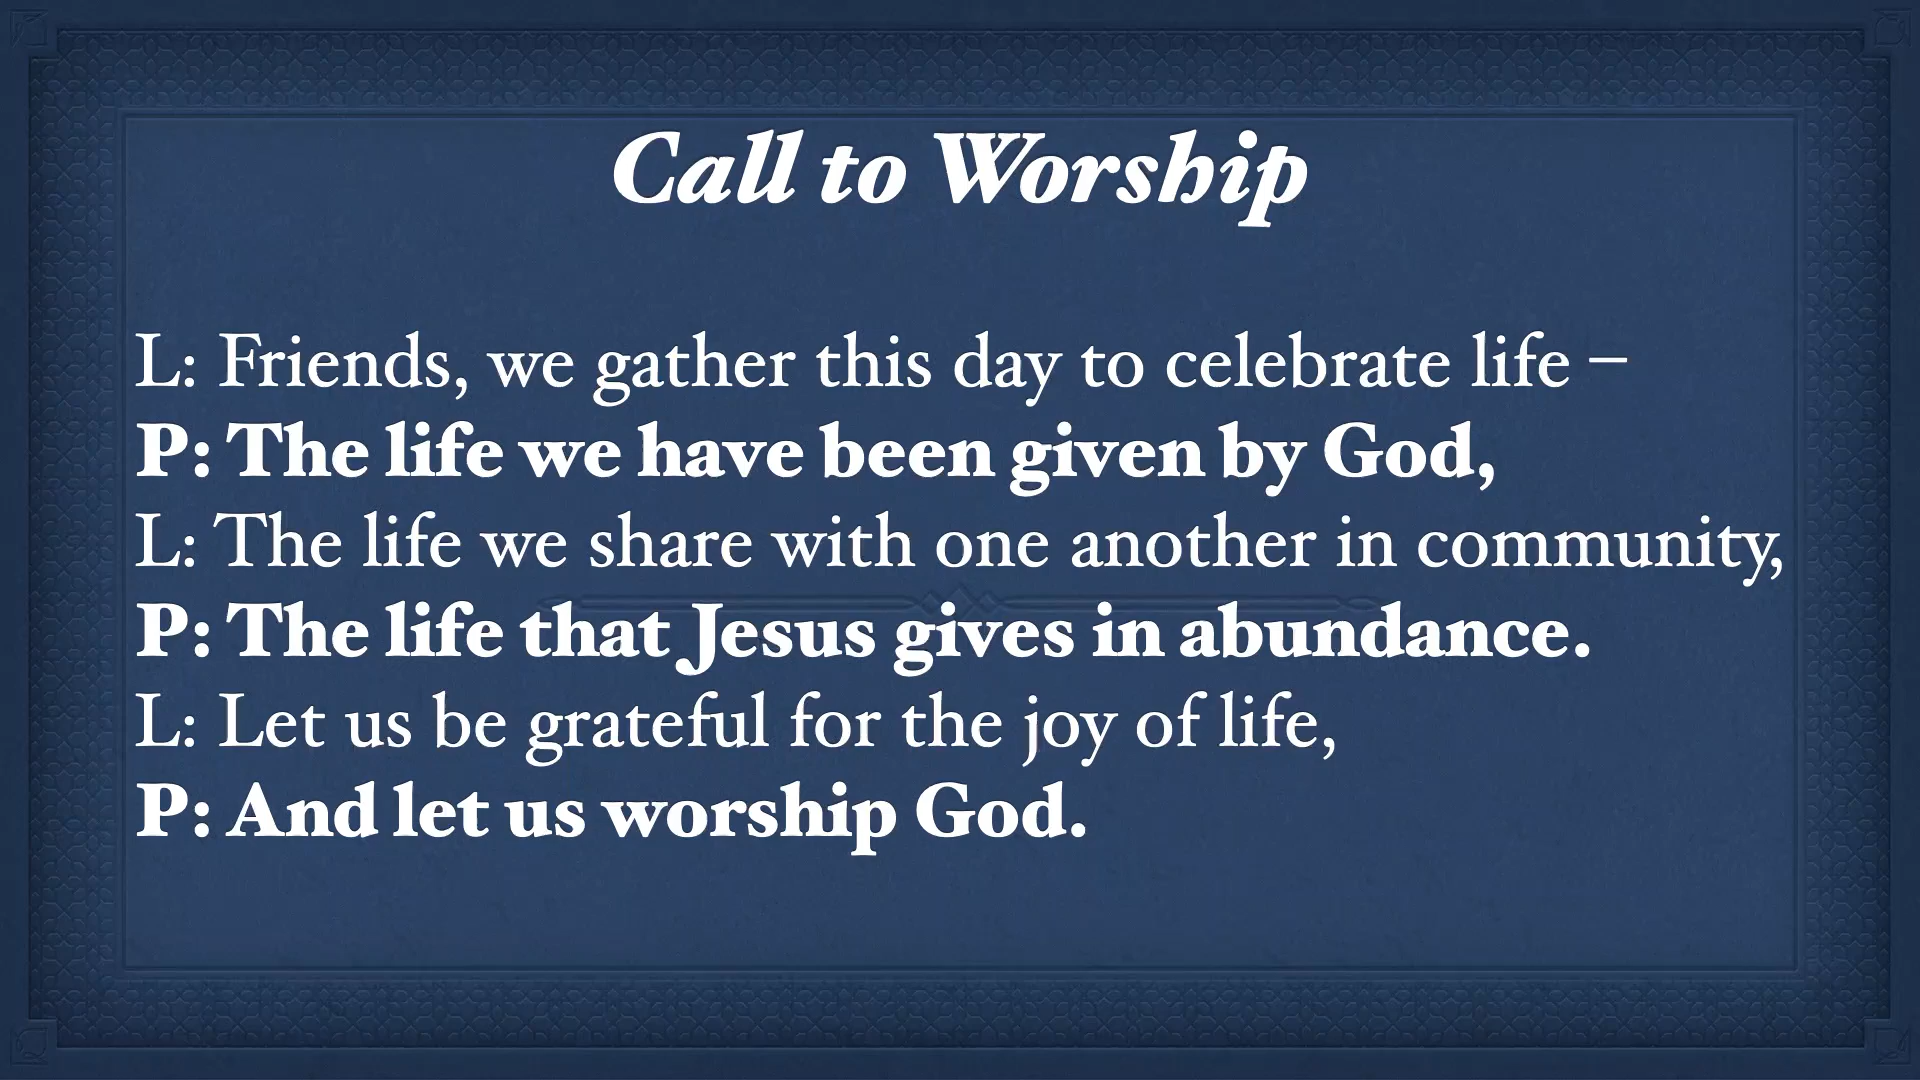 Call to Worship
L: Friends, we gather this day to celebrate life –
P: The life we have been given by God,
L: The life we share with one another in community,
P: The life that Jesus gives in abundance.
L: Let us be grateful for the joy of life,
P: And let us worship God.